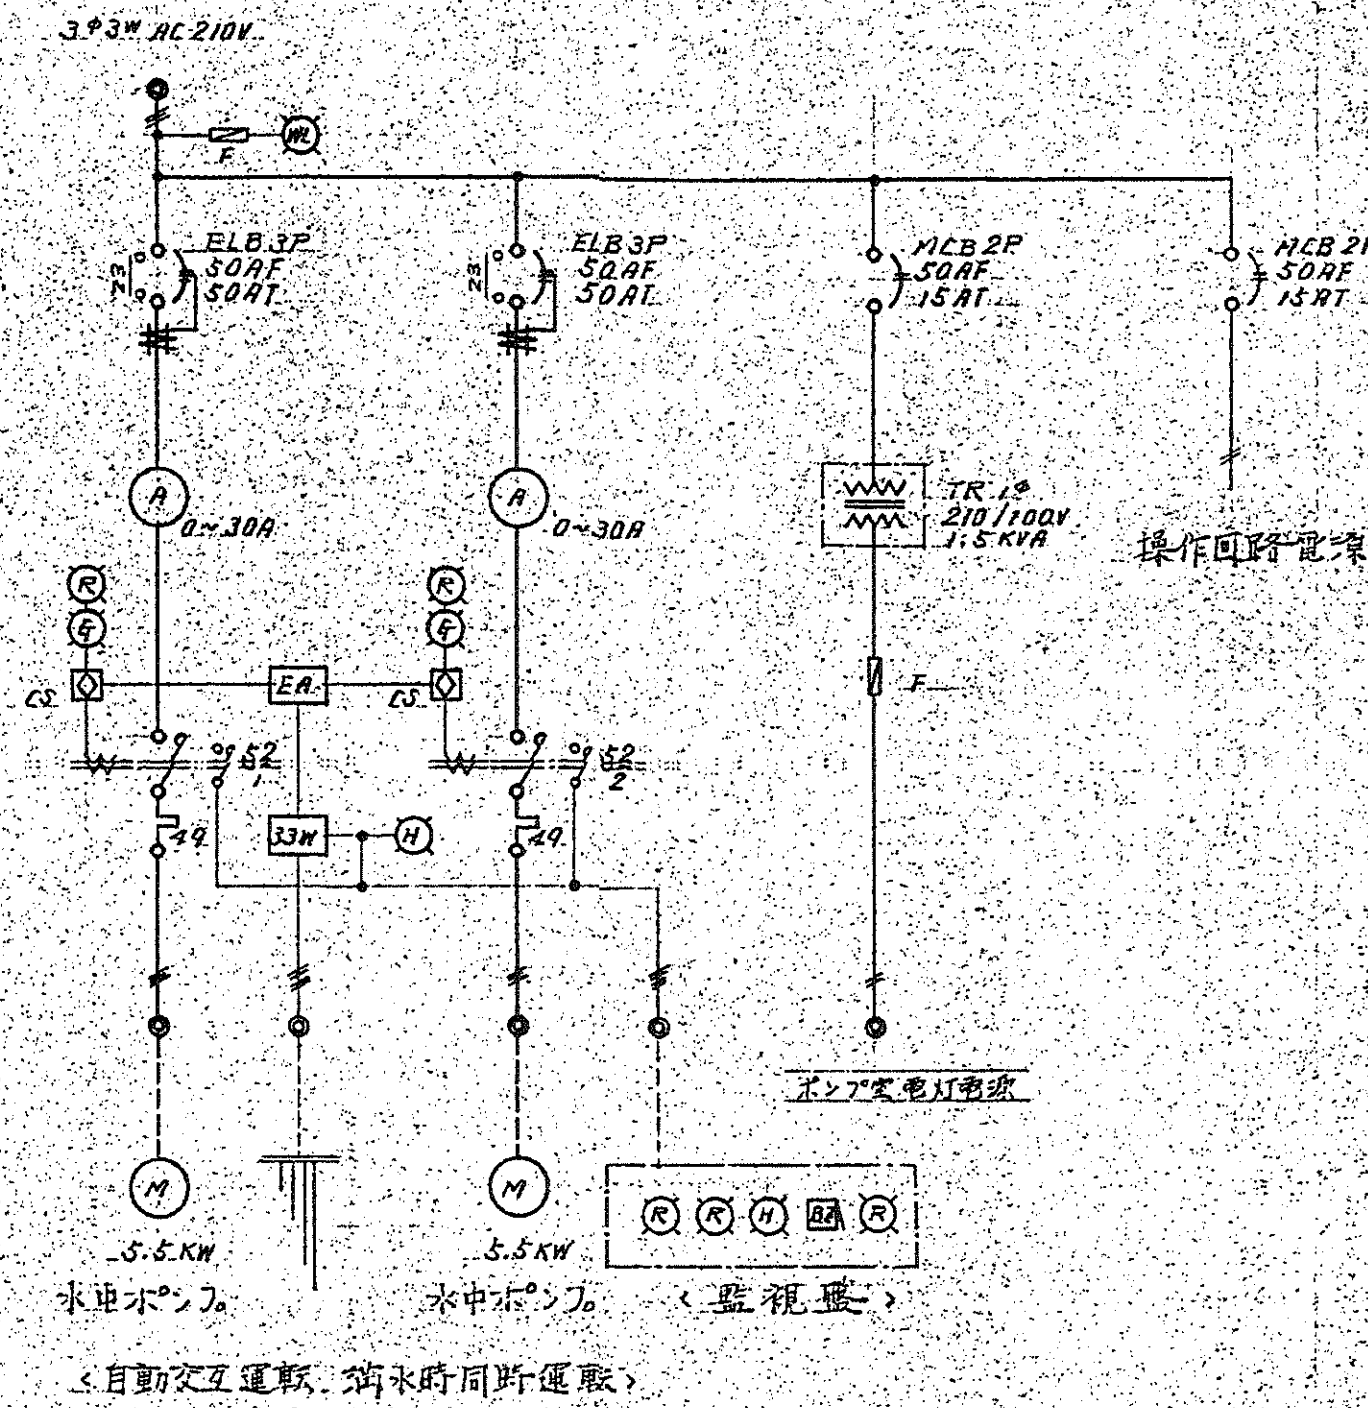 3φ3W AC 210V
F
WL
ELB 3P
50AF
50AT
23
ELB 3P
50AF
50AT
23
MCB 2P
50AF
15AT
50AF
15AT
A
0~30A
A
0~30A
TR 1φ
210/100V
1.5KVA
操作回路電源
R
G
CS
EA
R
G
CS
F
52
1
52
2
49
33W
H
49
ポンプ室電灯電源
M
5.5KW
水中ポンプ
M
5.5KW
水中ポンプ
R R H BZ R
<監視盤>
<自動交互運転 満水時同時運転>